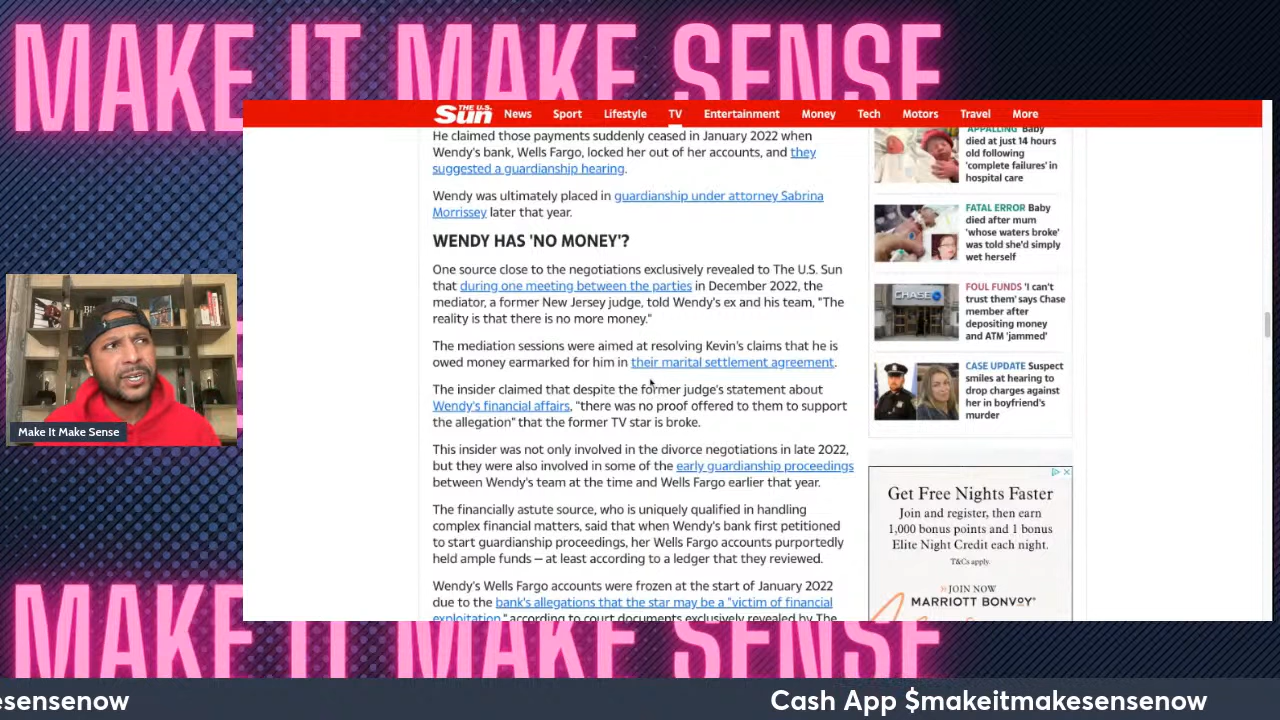 MAKE IT MAKE SENSE
THE U.S.
Sun
News Sport Lifestyle TV Entertainment Money Tech Motors Travel More
He claimed those payments suddenly ceased in January 2022 when
Wendy's bank, Wells Fargo, locked her out of her accounts, and they
suggested a guardianship hearing.
Wendy was ultimately placed in guardianship under attorney Sabrina
Morrissey later that year.
WENDY HAS 'NO MONEY'?
One source close to the negotiations exclusively revealed to The U.S. Sun
that during one meeting between the parties in December 2022, the
mediator, a former New Jersey judge, told Wendy's ex and his team, "The
reality is that there is no more money."
The mediation sessions were aimed at resolving Kevin's claims that he is
owed money earmarked for him in their marital settlement agreement.
The insider claimed that despite the former judge's statement about
Wendy's financial affairs, "there was no proof offered to them to support
the allegation" that the former TV star is broke.
This insider was not only involved in the divorce negotiations in late 2022,
but they were also involved in some of the early guardianship proceedings
between Wendy's team at the time and Wells Fargo earlier that year.
The financially astute source, who is uniquely qualified in handling
complex financial matters, said that when Wendy's bank first petitioned
to start guardianship proceedings, her Wells Fargo accounts purportedly
held ample funds – at least according to a ledger that they reviewed.
Wendy's Wells Fargo accounts were frozen at the start of January 2022
due to the bank's allegations that the star may be a "victim of financial
exploitation," according to court documents exclusively revealed by The
APPALLING Baby
died at just 14 hours
old following
'complete failures' in
hospital care
FATAL ERROR Baby
died after mum
'whose waters broke'
was told she'd simply
wet herself
CHASE
FOUL FUNDS 'I can't
trust them' says Chase
member after
depositing money
and ATM 'jammed'
CASE UPDATE Suspect
smiles at hearing to
drop charges against
her in boyfriend's
murder
Get Free Nights Faster
Join and register, then earn
1,000 bonus points and 1 bonus
Elite Night Credit each night.
T&Cs apply.
JOIN NOW
MARRIOTT BONVOY
Make It Make Sense
MAKE IT MAKE SENSE
esensenow
Cash App $makeitmakesensenow